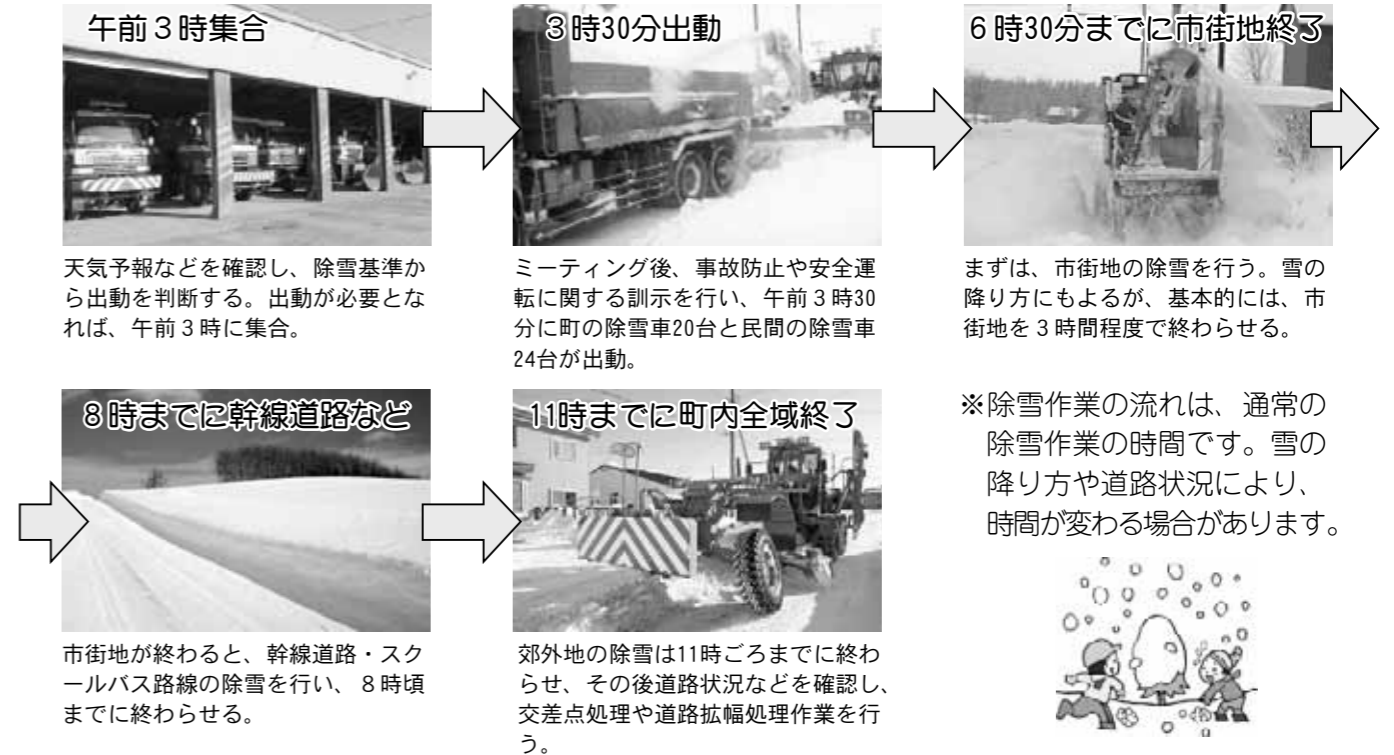 午前３時集合
天気予報などを確認し、除雪基準か
ら出動を判断する。出動が必要とな
れば、午前３時に集合。
３時30分出動
ミーティング後、事故防止や安全運
転に関する訓示を行い、午前３時30
分に町の除雪車20台と民間の除雪車
24台が出動。
６時30分までに市街地終了
まずは、市街地の除雪を行う。雪の
降り方にもよるが、基本的には、市
街地を３時間程度で終わらせる。
８時までに幹線道路など
市街地が終わると、幹線道路・スク
ールバス路線の除雪を行い、８時頃
までに終わらせる。
11時までに町内全域終了
郊外地の除雪は11時ごろまでに終わ
らせ、その後道路状況などを確認し、
交差点処理や道路拡幅処理作業を行
う。
※除雪作業の流れは、通常の
除雪作業の時間です。雪の
降り方や道路状況により、
時間が変わる場合があります。